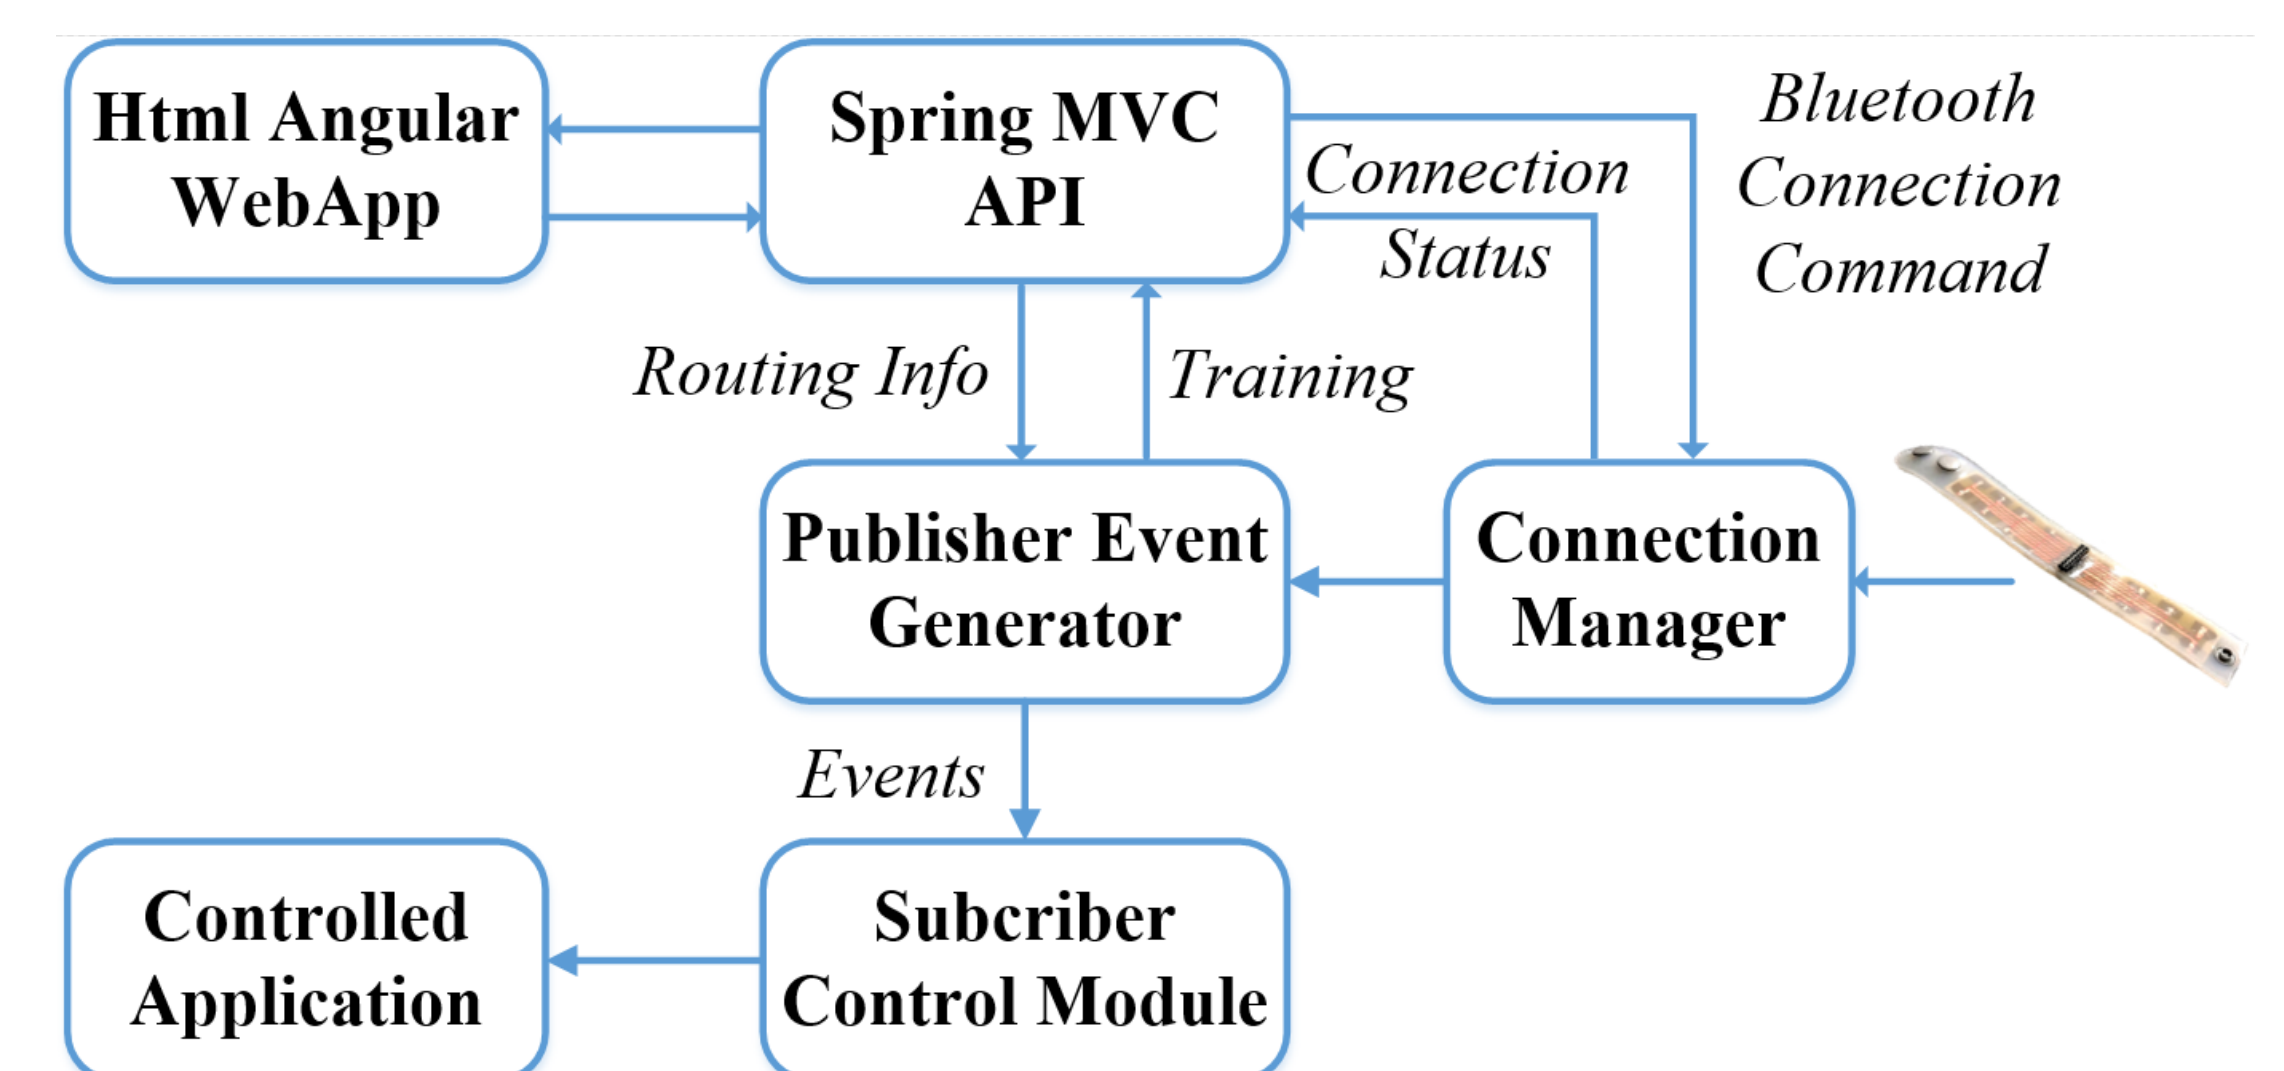 Html Angular
WebApp
Spring MVC
API
Bluetooth
Connection
Command
Connection
Status
Routing Info
Training
Publisher Event
Generator
Connection
Manager
Events
Controlled
Application
Subcriber
Control Module